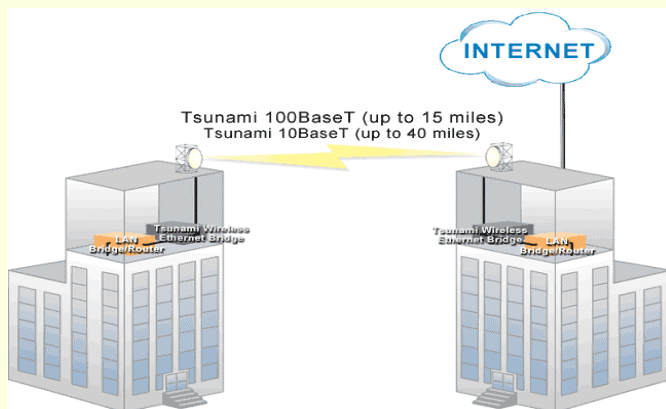 INTERNET
Tsunami 100BaseT (up to 15 miles)
Tsunami 10BaseT (up to 40 miles)
Tsunami Wireless
Ethernet Bridge
LAN
Bridge/Router
Tsunami Wireless
Ethernet Bridge
LAN
Bridge/Router